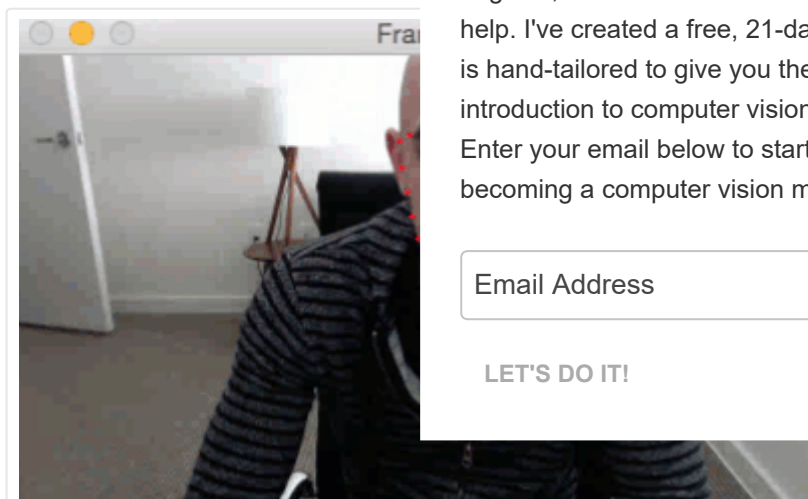 help. I've created a free, 21-da
is hand-tailored to give you the
introduction to computer vision
Enter your email below to start
becoming a computer vision m
Email Address
LET'S DO IT!